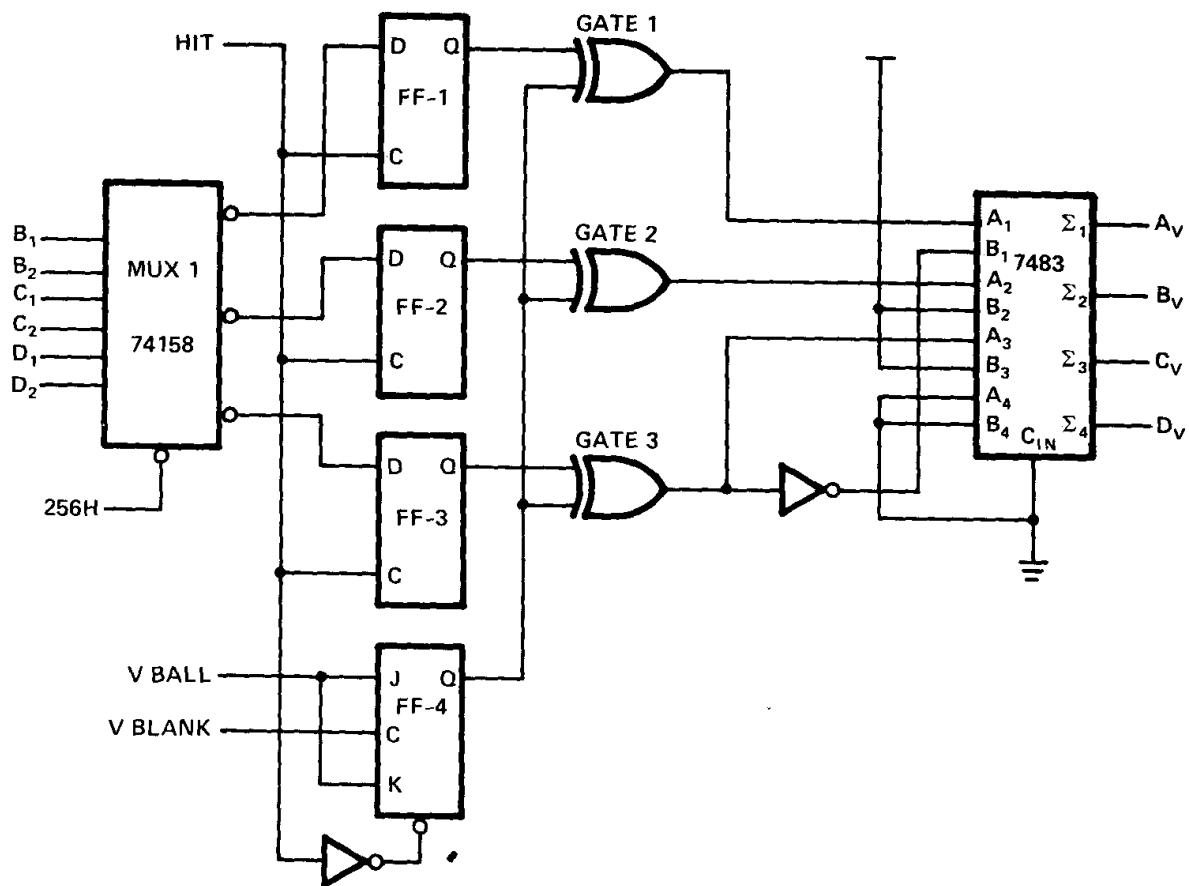 HIT
D Q
FF-1
C
GATE 1
B1
B2
C1
C2
D1
D2
MUX 1
74158
256H
D Q
FF-2
C
GATE 2
D Q
FF-3
C
GATE 3
V BALL
V BLANK
J Q
FF-4
C
K
A1 Σ1
B1
7483
A2
Σ2
B2
A3
Σ3
B3
A4
B4
CIN
Σ4
AV
BV
CV
DV